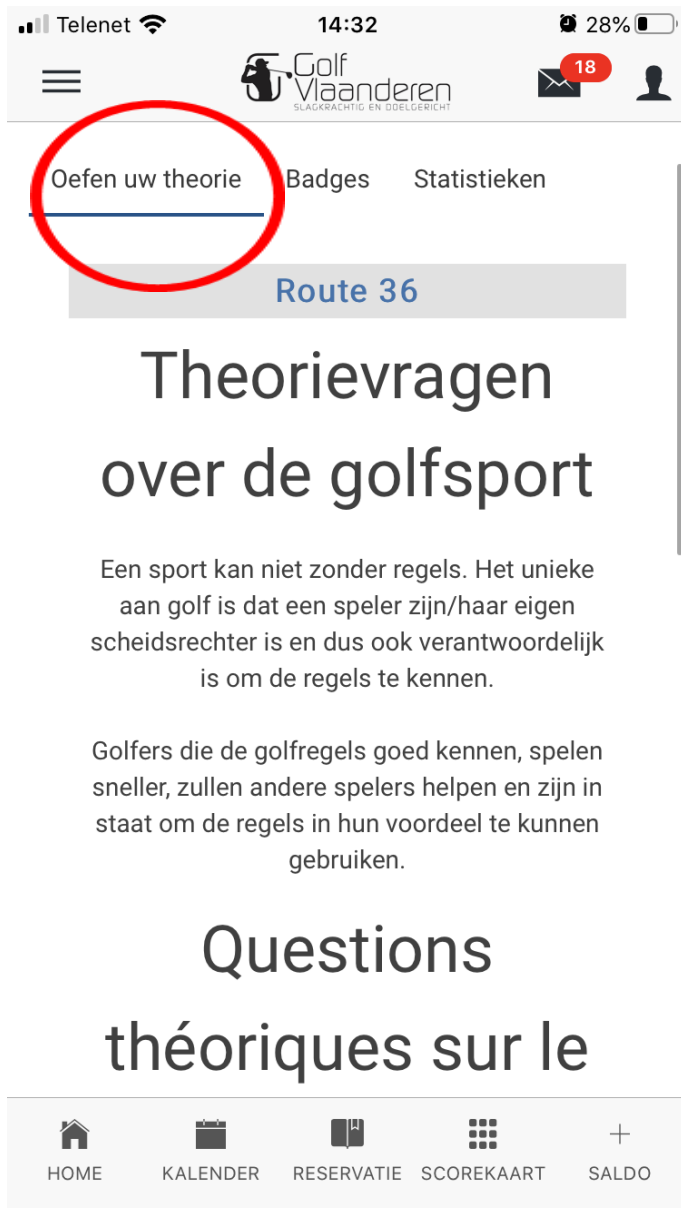 Telenet 14:32 28%
Golf
Vlaanderen
SLAGKRACHTIG EN DOELGERICHT
18
Oefen uw theorie Badges Statistieken
Route 36
Theorievragen
over de golfsport
Een sport kan niet zonder regels. Het unieke
aan golf is dat een speler zijn/haar eigen
scheidsrechter is en dus ook verantwoordelijk
is om de regels te kennen.
Golfers die de golfregels goed kennen, spelen
sneller, zullen andere spelers helpen en zijn in
staat om de regels in hun voordeel te kunnen
gebruiken.
Questions
théoriques sur le
HOME KALENDER RESERVATIE SCOREKAART SALDO